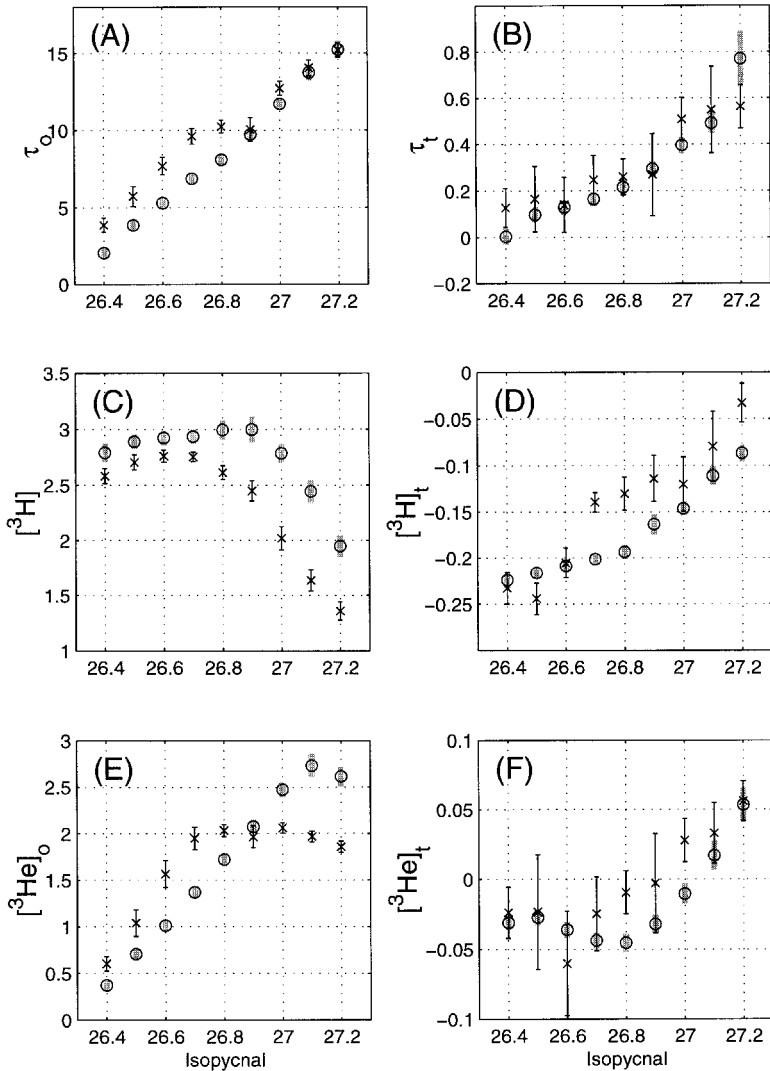 (A)
τo
15
10
5
0
26.4 26.6 26.8 27 27.2
(B)
τt
0.8
0.6
0.4
0.2
0
−0.2
26.4 26.6 26.8 27 27.2
(C)
[³H]
3.5
3
2.5
2
1.5
1
26.4 26.6 26.8 27 27.2
(D)
[³H]t
0
−0.05
−0.1
−0.15
−0.2
−0.25
26.4 26.6 26.8 27 27.2
(E)
[³He]o
3
2.5
2
1.5
1
0.5
0
26.4 26.6 26.8 27 27.2
Isopycnal
(F)
[³He]t
0.1
0.05
0
−0.05
−0.1
26.4 26.6 26.8 27 27.2
Isopycnal